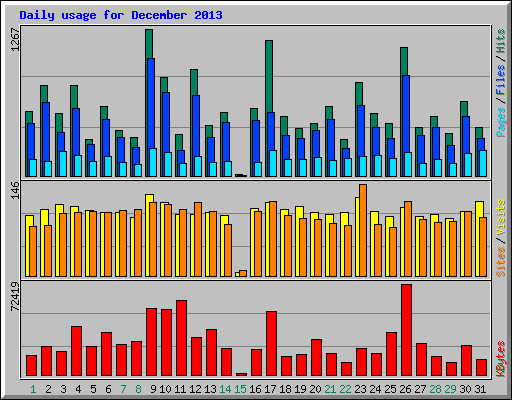 Daily usage for December 2013
1267
Pages / Files / Hits
146
Sites / Visits
72419
KBytes
1 2 3 4 5 6 7 8 9 10 11 12 13 14 15 16 17 18 19 20 21 22 23 24 25 26 27 28 29 30 31